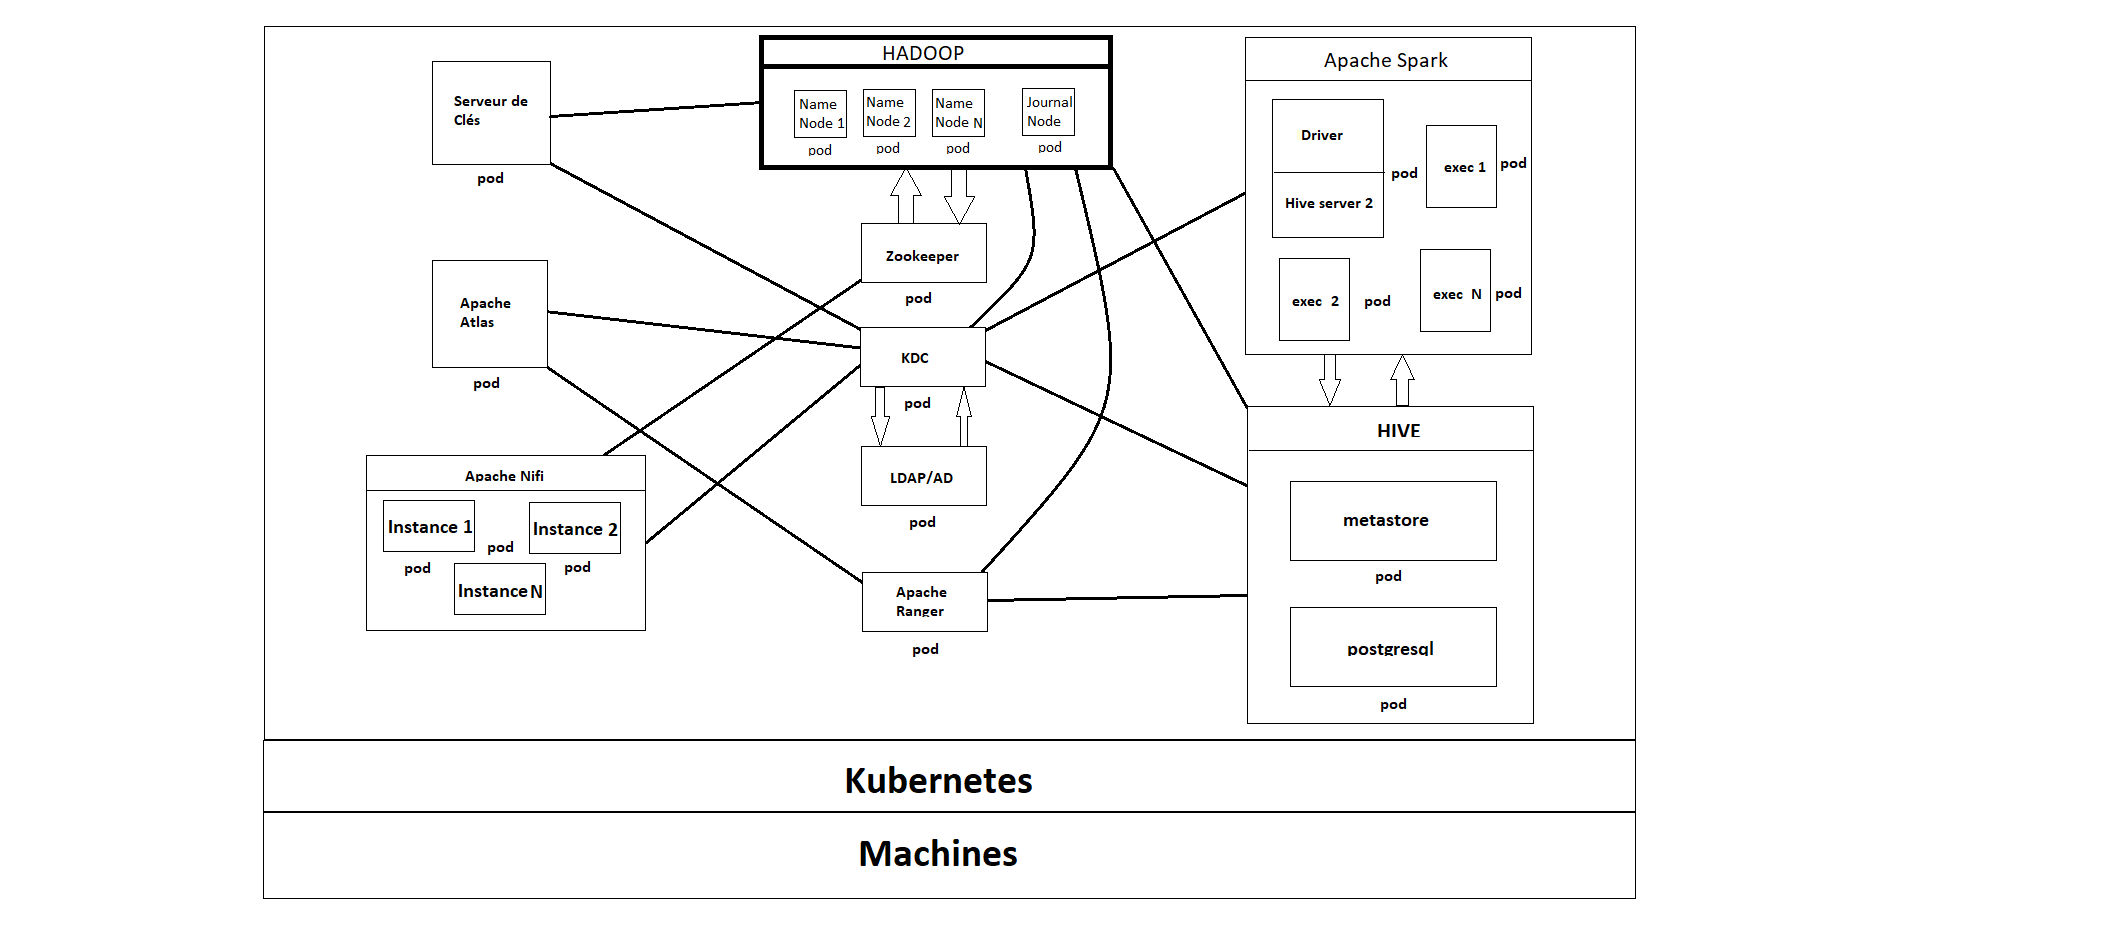 HADOOP
Name
Node 1
pod
Name
Node 2
pod
Name
Node N
pod
Journal
Node
pod
Serveur de
Clés
pod
Apache Spark
Driver
Hive server 2
pod
exec 1
pod
exec 2
pod
exec N
pod
Zookeeper
pod
Apache
Atlas
pod
KDC
pod
LDAP/AD
pod
HIVE
metastore
pod
postgresql
pod
Apache Nifi
Instance 1
pod
Instance 2
pod
pod
Instance N
Apache
Ranger
pod
Kubernetes
Machines